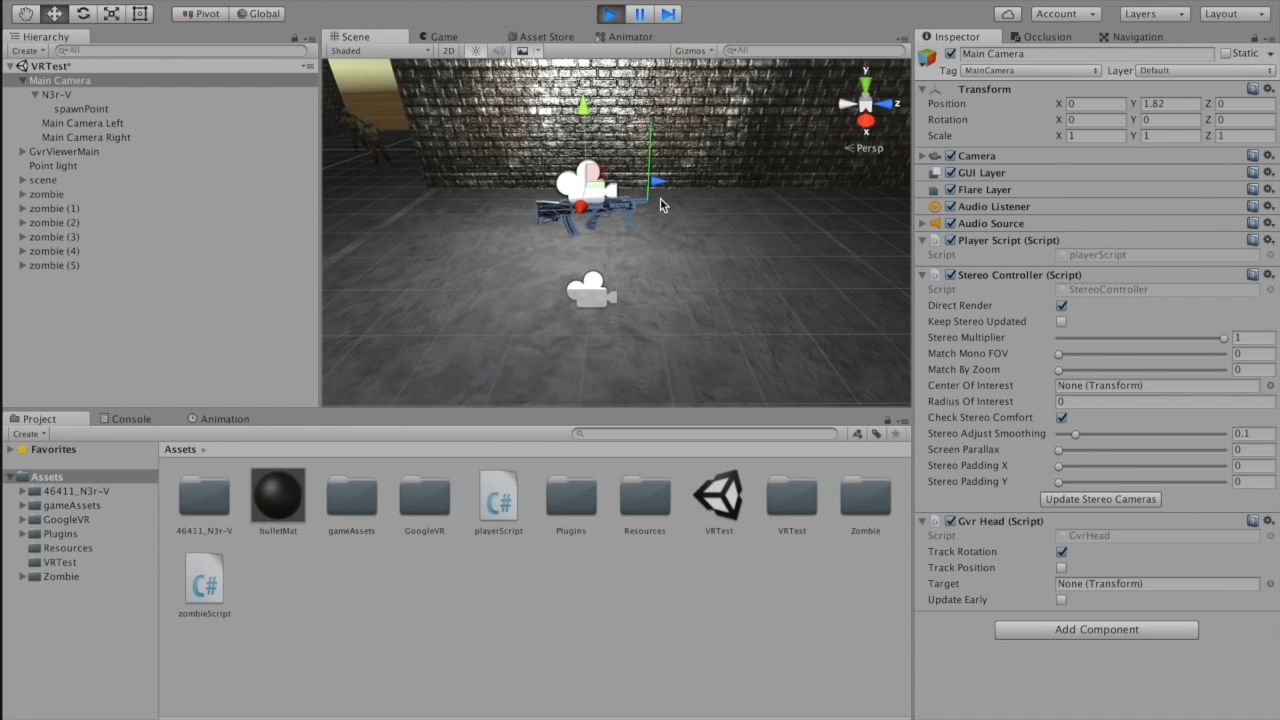 Pivot Global Account Layers Layout
Hierarchy
Create All
VRTest*
Main Camera
N3r-V
spawnPoint
Main Camera Left
Main Camera Right
GvrViewerMain
Point light
scene
zombie
zombie (1)
zombie (2)
zombie (3)
zombie (4)
zombie (5)
Scene Game Asset Store Animator
Shaded 2D Gizmos All
y
z
x
Persp
Inspector Occlusion Navigation
Main Camera Static
Tag MainCamera Layer Default
Transform
Position X 0 Y 1.82 Z 0
Rotation X 0 Y 0 Z 0
Scale X 1 Y 1 Z 1
Camera
GUI Layer
Flare Layer
Audio Listener
Audio Source
Player Script (Script)
Script playerScript
Stereo Controller (Script)
Script StereoController
Direct Render
Keep Stereo Updated
Stereo Multiplier 1
Match Mono FOV 0
Match By Zoom 0
Center Of Interest None (Transform)
Radius Of Interest 0
Check Stereo Comfort
Stereo Adjust Smoothing 0.1
Screen Parallax 0
Stereo Padding X 0
Stereo Padding Y 0
Update Stereo Cameras
Gvr Head (Script)
Script GvrHead
Track Rotation
Track Position
Target None (Transform)
Update Early
Add Component
Project Console Animation
Create
Favorites
Assets
46411_N3r-V
gameAssets
GoogleVR
Plugins
Resources
VRTest
Zombie
Assets
46411_N3r-V bulletMat gameAssets GoogleVR playerScript Plugins Resources VRTest VRTest Zombie
C#
C#
zombieScript